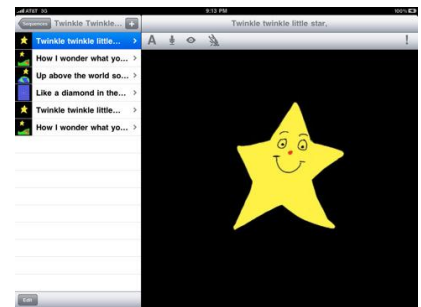 AT&T 3G 9:13 PM 100%
Sequences Twinkle Twinkle... + Twinkle twinkle little star.
A !
Twinkle twinkle little...
How I wonder what yo...
Up above the world so...
Like a diamond in the...
Twinkle twinkle little...
How I wonder what yo...
Edit